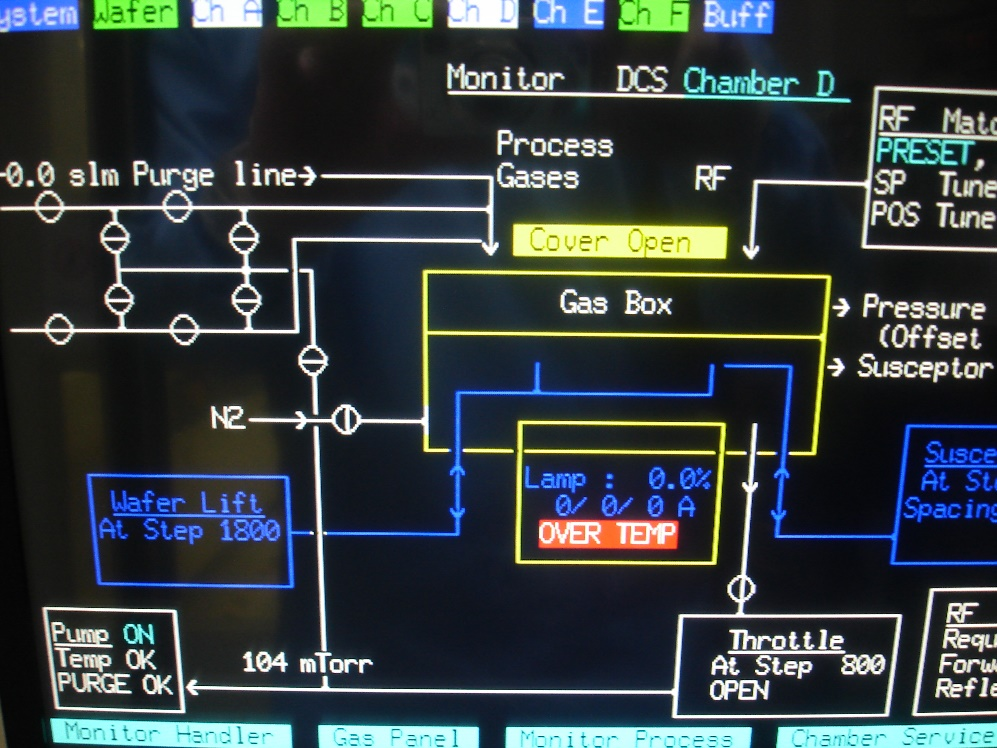 ystem Wafer Ch A Ch B Ch C Ch D Ch E Ch F Buff
Monitor DCS Chamber D
RF Matc
PRESET,
SP Tune
POS Tune
Process
Gases
RF
-0.0 slm Purge line→
Cover Open
Gas Box
→ Pressure
(Offset
→ Susceptor
N2
Wafer Lift
At Step 1800
Lamp : 0.0%
0/ 0/ 0 A
OVER TEMP
Susce
At Ste
Spacing
Pump ON
Temp OK
PURGE OK
104 mTorr
Throttle
At Step 800
OPEN
RF
Requ
Forw
Refle
Monitor Handler Gas Panel Monitor Process Chamber Service